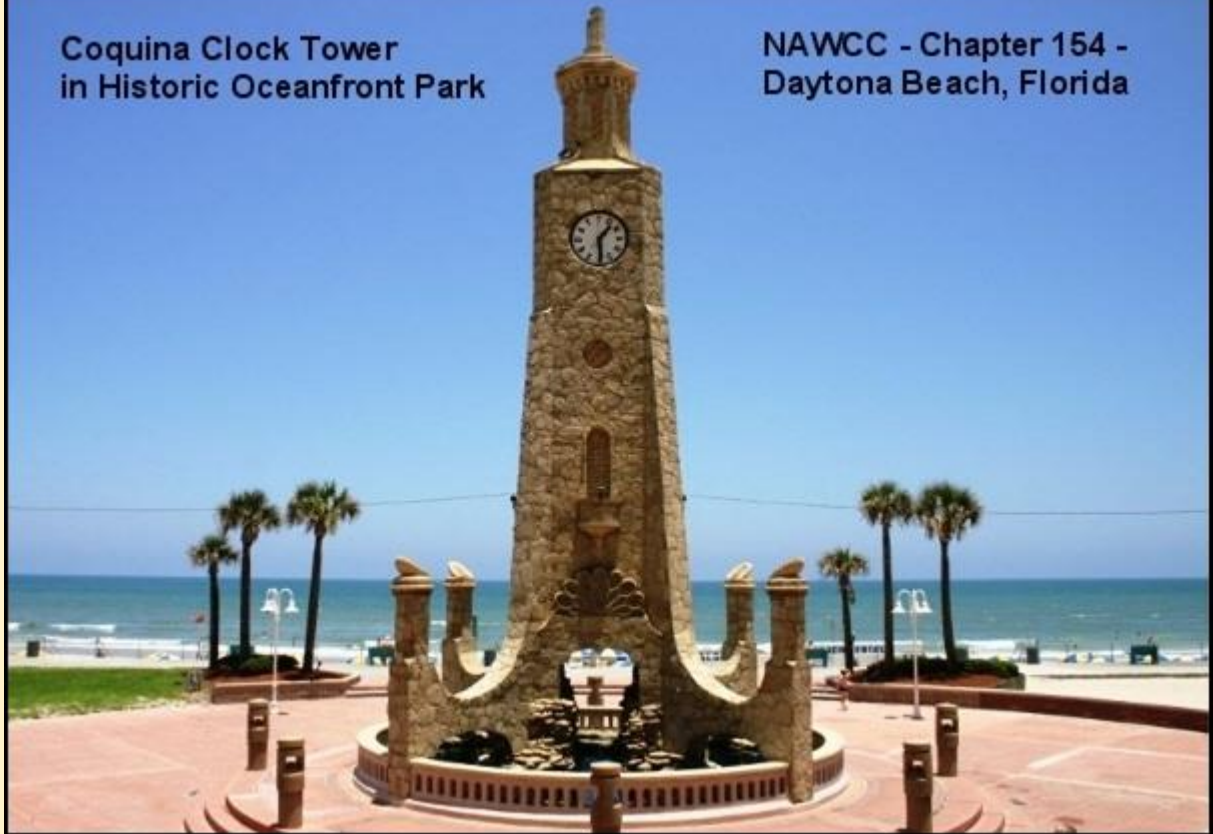 Coquina Clock Tower
in Historic Oceanfront Park
NAWCC - Chapter 154 -
Daytona Beach, Florida